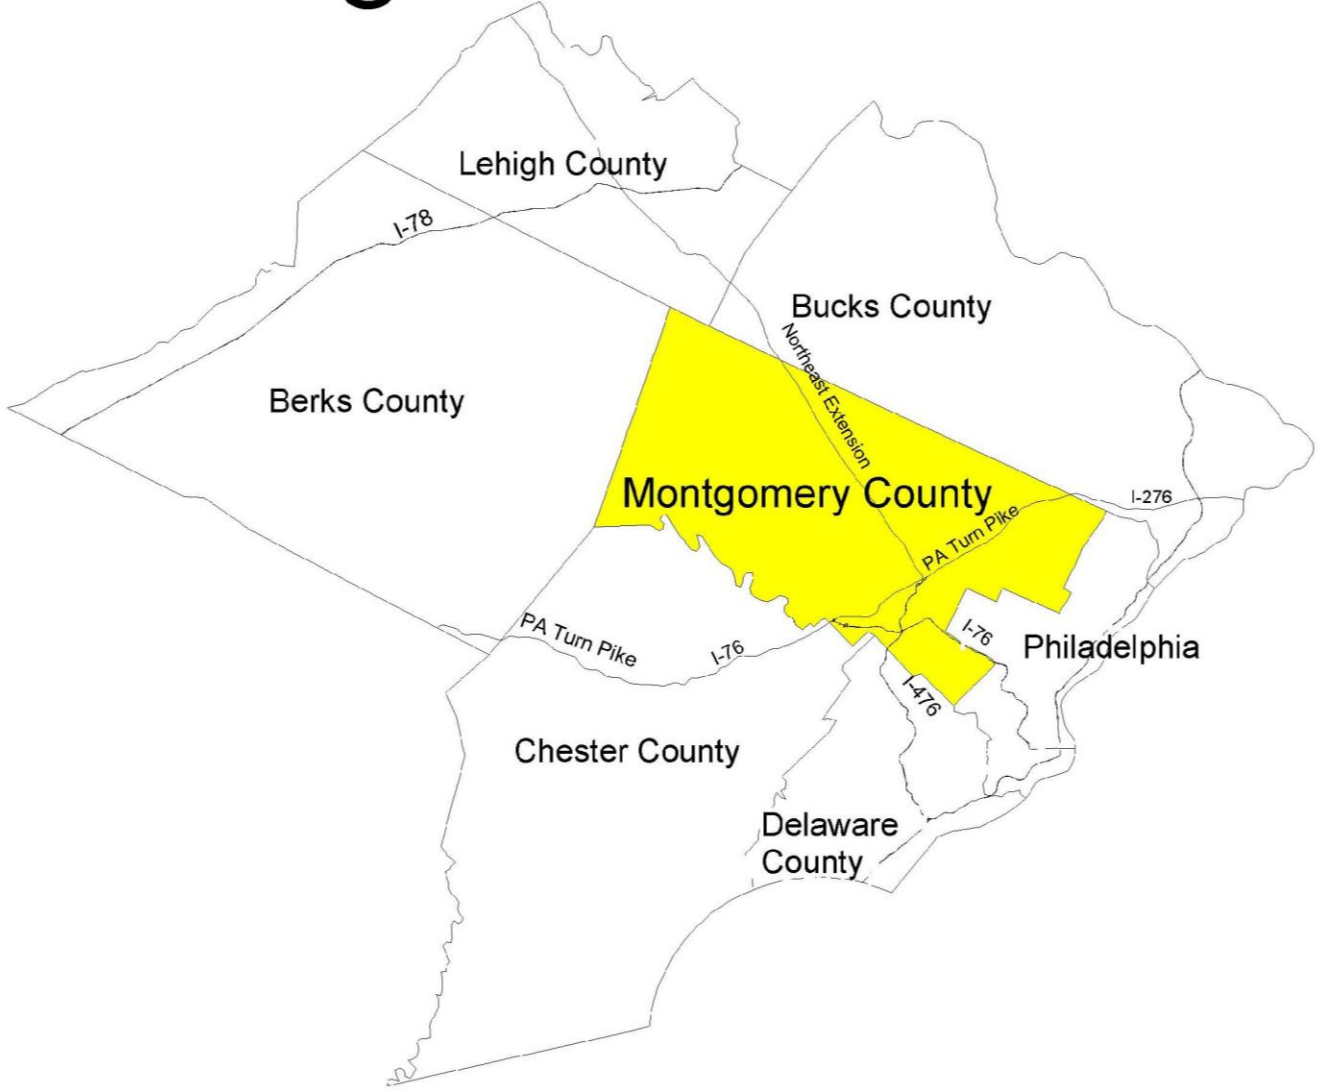 Lehigh County
I-78
Bucks County
Northeast Extension
Berks County
Montgomery County
I-276
PA Turn Pike
PA Turn Pike
I-76
I-76
Philadelphia
I-476
Chester County
Delaware
County